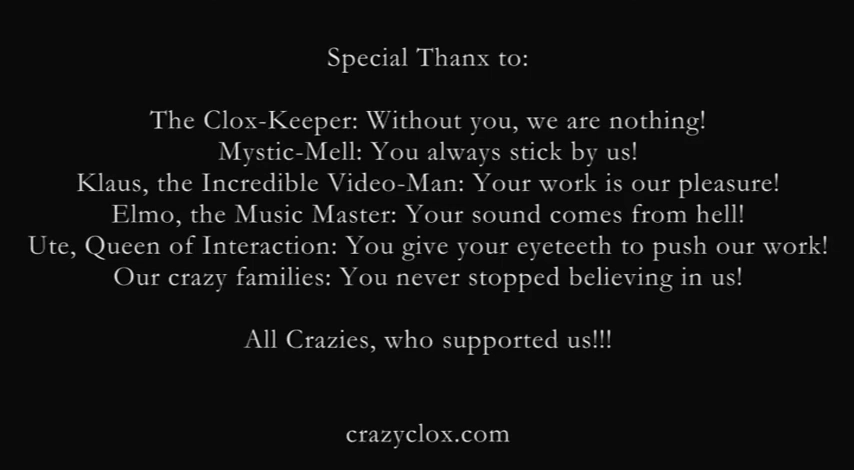 Special Thanx to:
The Clox-Keeper: Without you, we are nothing!
Mystic-Mell: You always stick by us!
Klaus, the Incredible Video-Man: Your work is our pleasure!
Elmo, the Music Master: Your sound comes from hell!
Ute, Queen of Interaction: You give your eyeteeth to push our work!
Our crazy families: You never stopped believing in us!
All Crazies, who supported us!!!
crazyclox.com